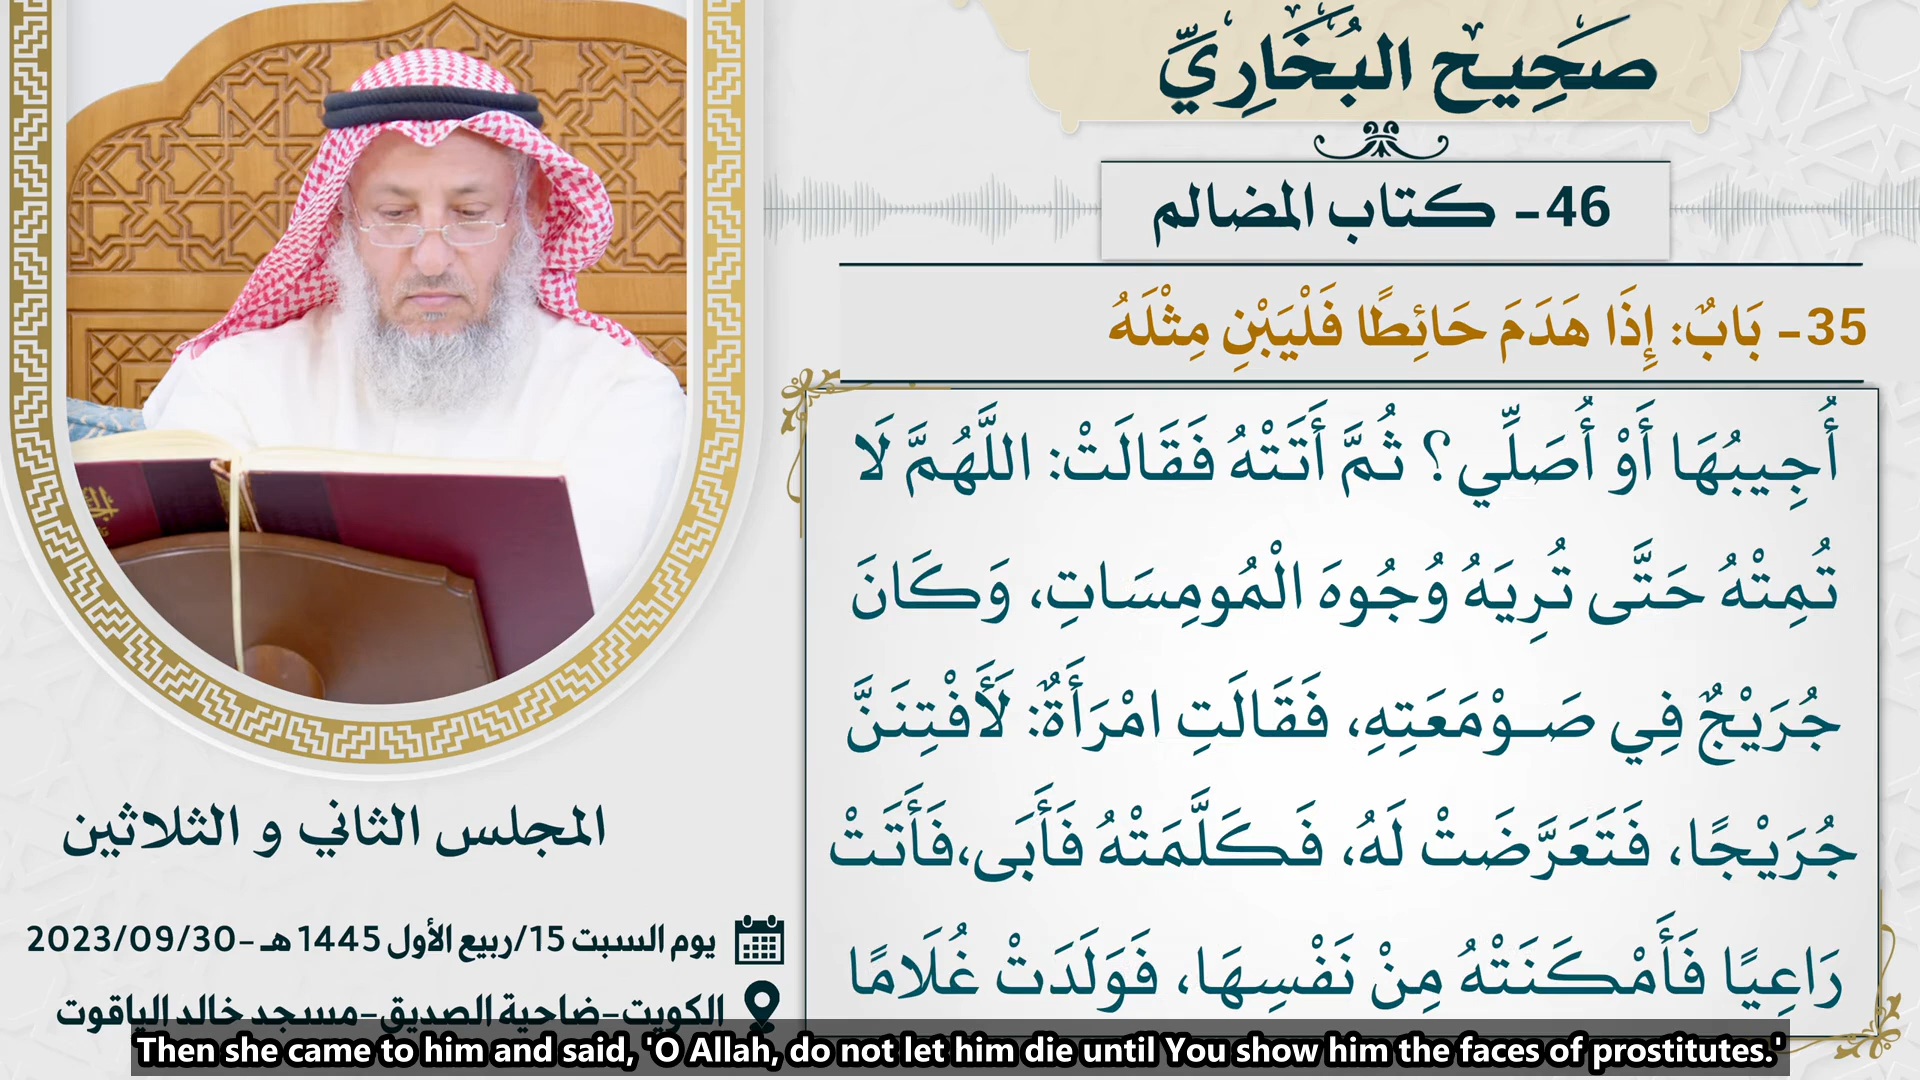 صَحِيح البُخَارِيّ
46- كتاب المضالم
35- بَابٌ: إِذَا هَدَمَ حَائِطًا فَلْيَبْنِ مِثْلَهُ
أُجِيبُهَا أَوْ أُصَلِّي؟ ثُمَّ أَتَتْهُ فَقَالَتْ: اللَّهُمَّ لَا
تُمِتْهُ حَتَّى تُرِيَهُ وُجُوهَ الْمُومِسَاتِ، وَكَانَ
جُرَيْجٌ فِي صَوْمَعَتِهِ، فَقَالَتِ امْرَأَةٌ: لَأَفْتِنَنَّ
جُرَيْجًا، فَتَعَرَّضَتْ لَهُ، فَكَلَّمَتْهُ فَأَبَى،فَأَتَتْ
رَاعِيًا فَأَمْكَنَتْهُ مِنْ نَفْسِهَا، فَوَلَدَتْ غُلَامًا
المجلس الثاني و الثلاثين
يوم السبت 15/ربيع الأول 1445 هـ -2023/09/30
الكويت-ضاحية الصديق-مسجد خالد الياقوت
Then she came to him and said, 'O Allah, do not let him die until You show him the faces of prostitutes.'